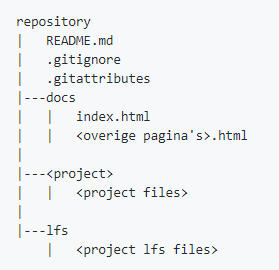 repository
|   README.md
|   .gitignore
|   .gitattributes
|---docs
|   |   index.html
|   |   <overige pagina's>.html
|
|---<project>
|   |   <project files>
|
|---lfs
    |   <project lfs files>